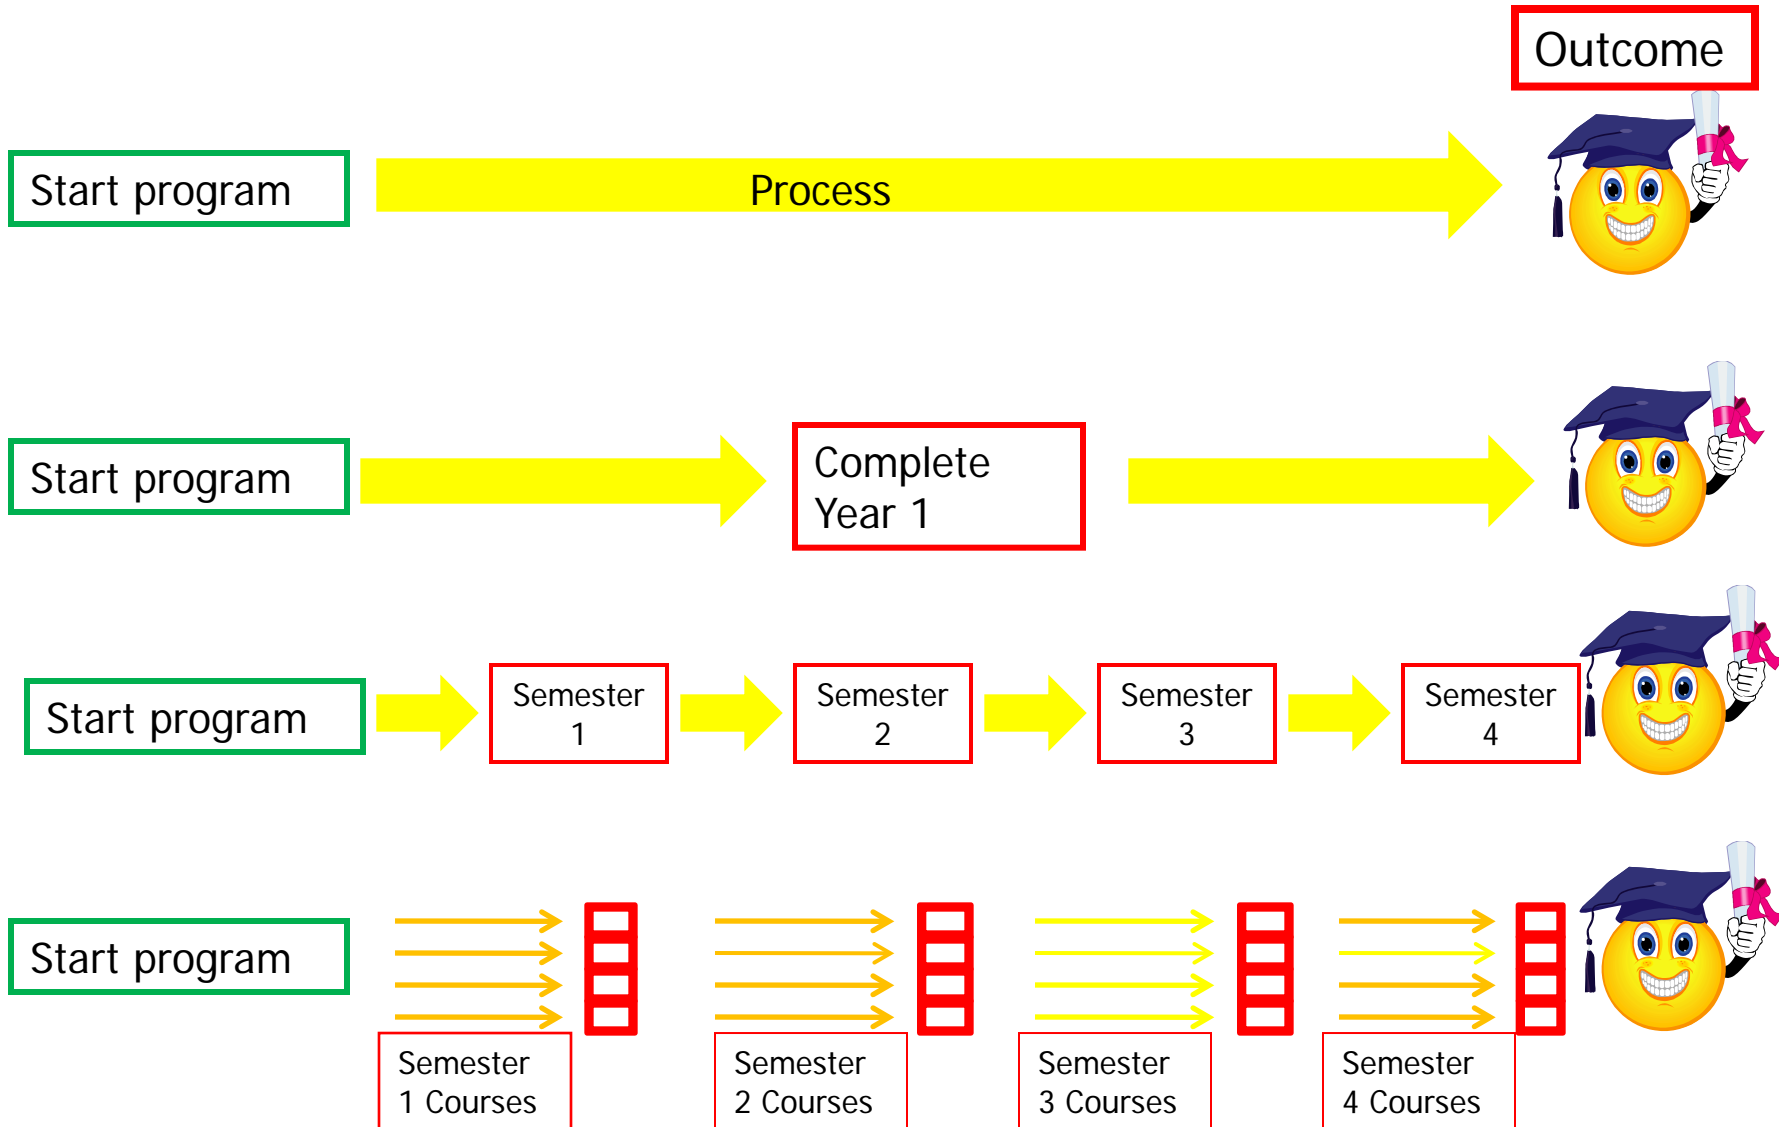 Outcome
Start program
Process
Start program
Complete
Year 1
Start program
Semester
1
Semester
2
Semester
3
Semester
4
Start program
Semester
1 Courses
Semester
2 Courses
Semester
3 Courses
Semester
4 Courses